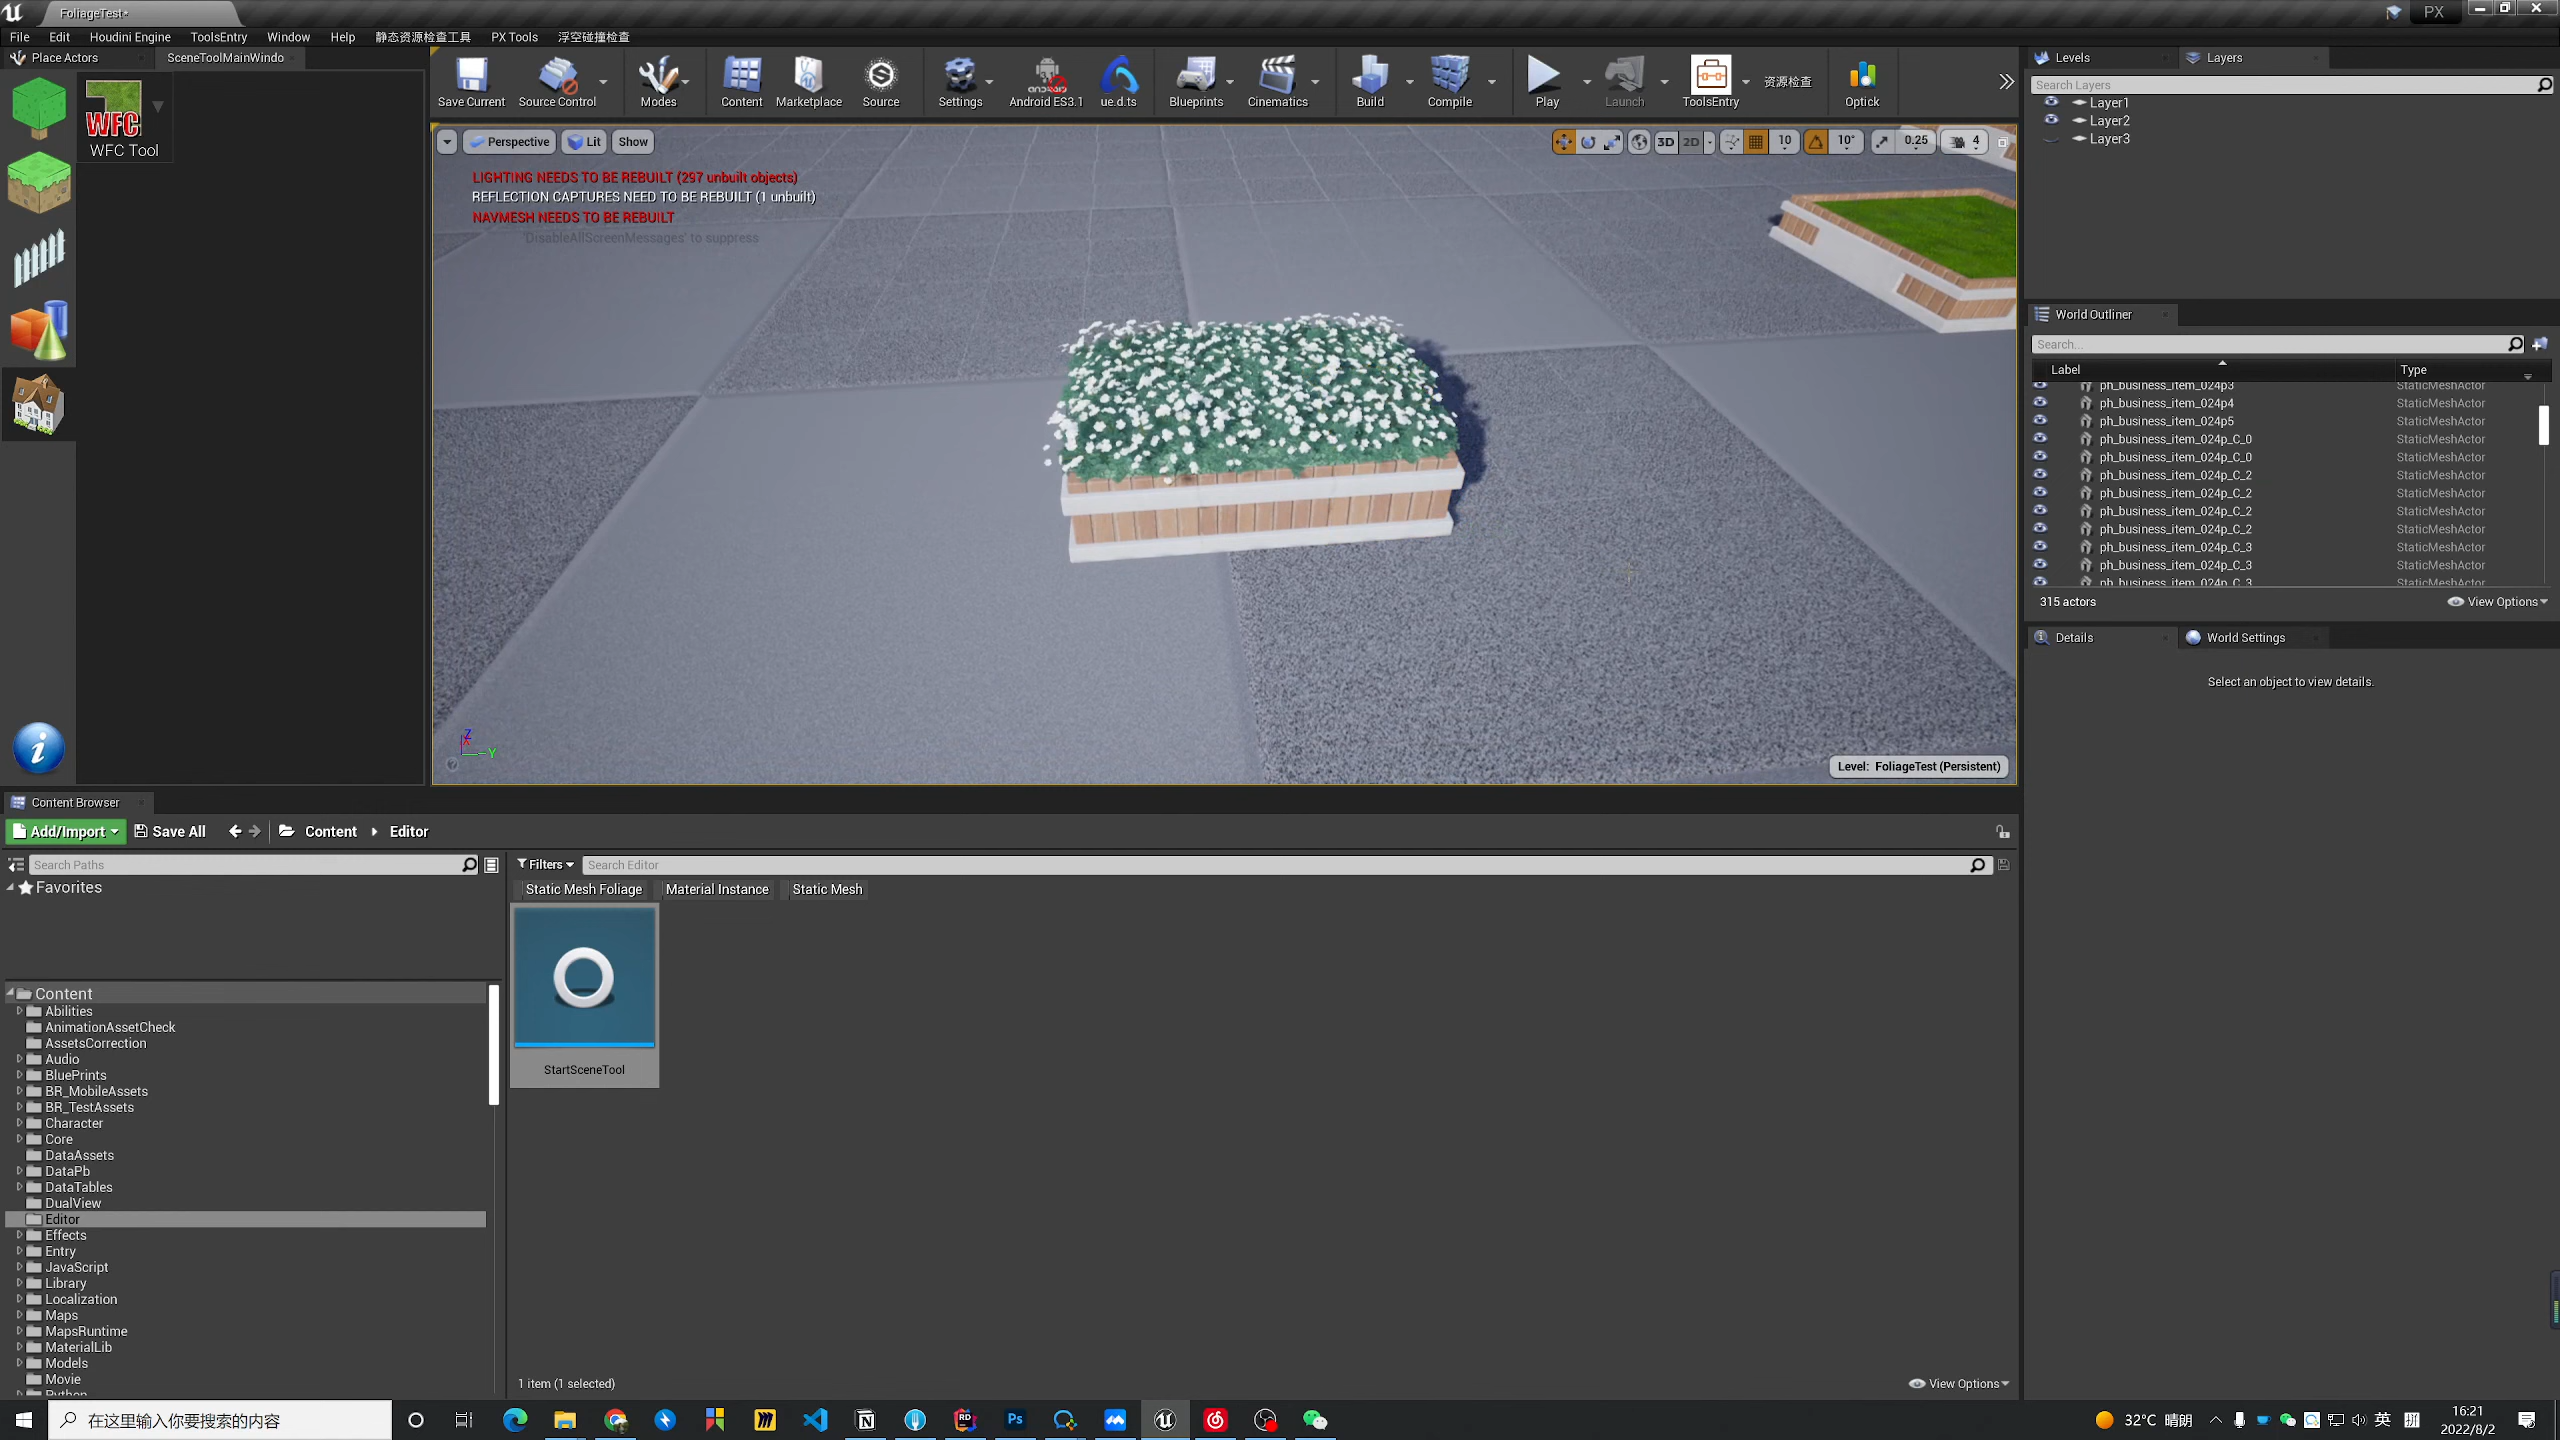 FoliageTest*
PX
File Edit Houdini Engine ToolsEntry Window Help 静态资源检查工具 PX Tools 浮空碰撞检查
Place Actors
SceneToolMainWindo
WFC
WFC Tool
Save Current
Source Control
Modes
Content
Marketplace
Source
Settings
Android ES3.1
ue.d.ts
Blueprints
Cinematics
Build
Compile
Play
Launch
ToolsEntry
资源检查
Optick
Perspective
Lit
Show
3D
2D
10
10°
0.25
4
LIGHTING NEEDS TO BE REBUILT (297 unbuilt objects)
REFLECTION CAPTURES NEED TO BE REBUILT (1 unbuilt)
NAVMESH NEEDS TO BE REBUILT
'DisableAllScreenMessages' to suppress
Z
Y
Level: FoliageTest (Persistent)
Levels
Layers
Search Layers
Layer1
Layer2
Layer3
World Outliner
Search...
Label Type
ph_business_item_024p3 StaticMeshActor
ph_business_item_024p4 StaticMeshActor
ph_business_item_024p5 StaticMeshActor
ph_business_item_024p_C_0 StaticMeshActor
ph_business_item_024p_C_0 StaticMeshActor
ph_business_item_024p_C_2 StaticMeshActor
ph_business_item_024p_C_2 StaticMeshActor
ph_business_item_024p_C_2 StaticMeshActor
ph_business_item_024p_C_2 StaticMeshActor
ph_business_item_024p_C_3 StaticMeshActor
ph_business_item_024p_C_3 StaticMeshActor
ph_business_item_024p_C_3 StaticMeshActor
315 actors
View Options
Details
World Settings
Select an object to view details.
Content Browser
Add/Import
Save All
Content
Editor
Search Paths
Filters
Search Editor
Favorites
Static Mesh Foliage
Material Instance
Static Mesh
StartSceneTool
Content
Abilities
AnimationAssetCheck
AssetsCorrection
Audio
BluePrints
BR_MobileAssets
BR_TestAssets
Character
Core
DataAssets
DataPb
DataTables
DualView
Editor
Effects
Entry
JavaScript
Library
Localization
Maps
MapsRuntime
MaterialLib
Models
Movie
Python
1 item (1 selected)
View Options
在这里输入你要搜索的内容
RD
Ps
32°C 晴朗
英
拼
16:21
2022/8/2